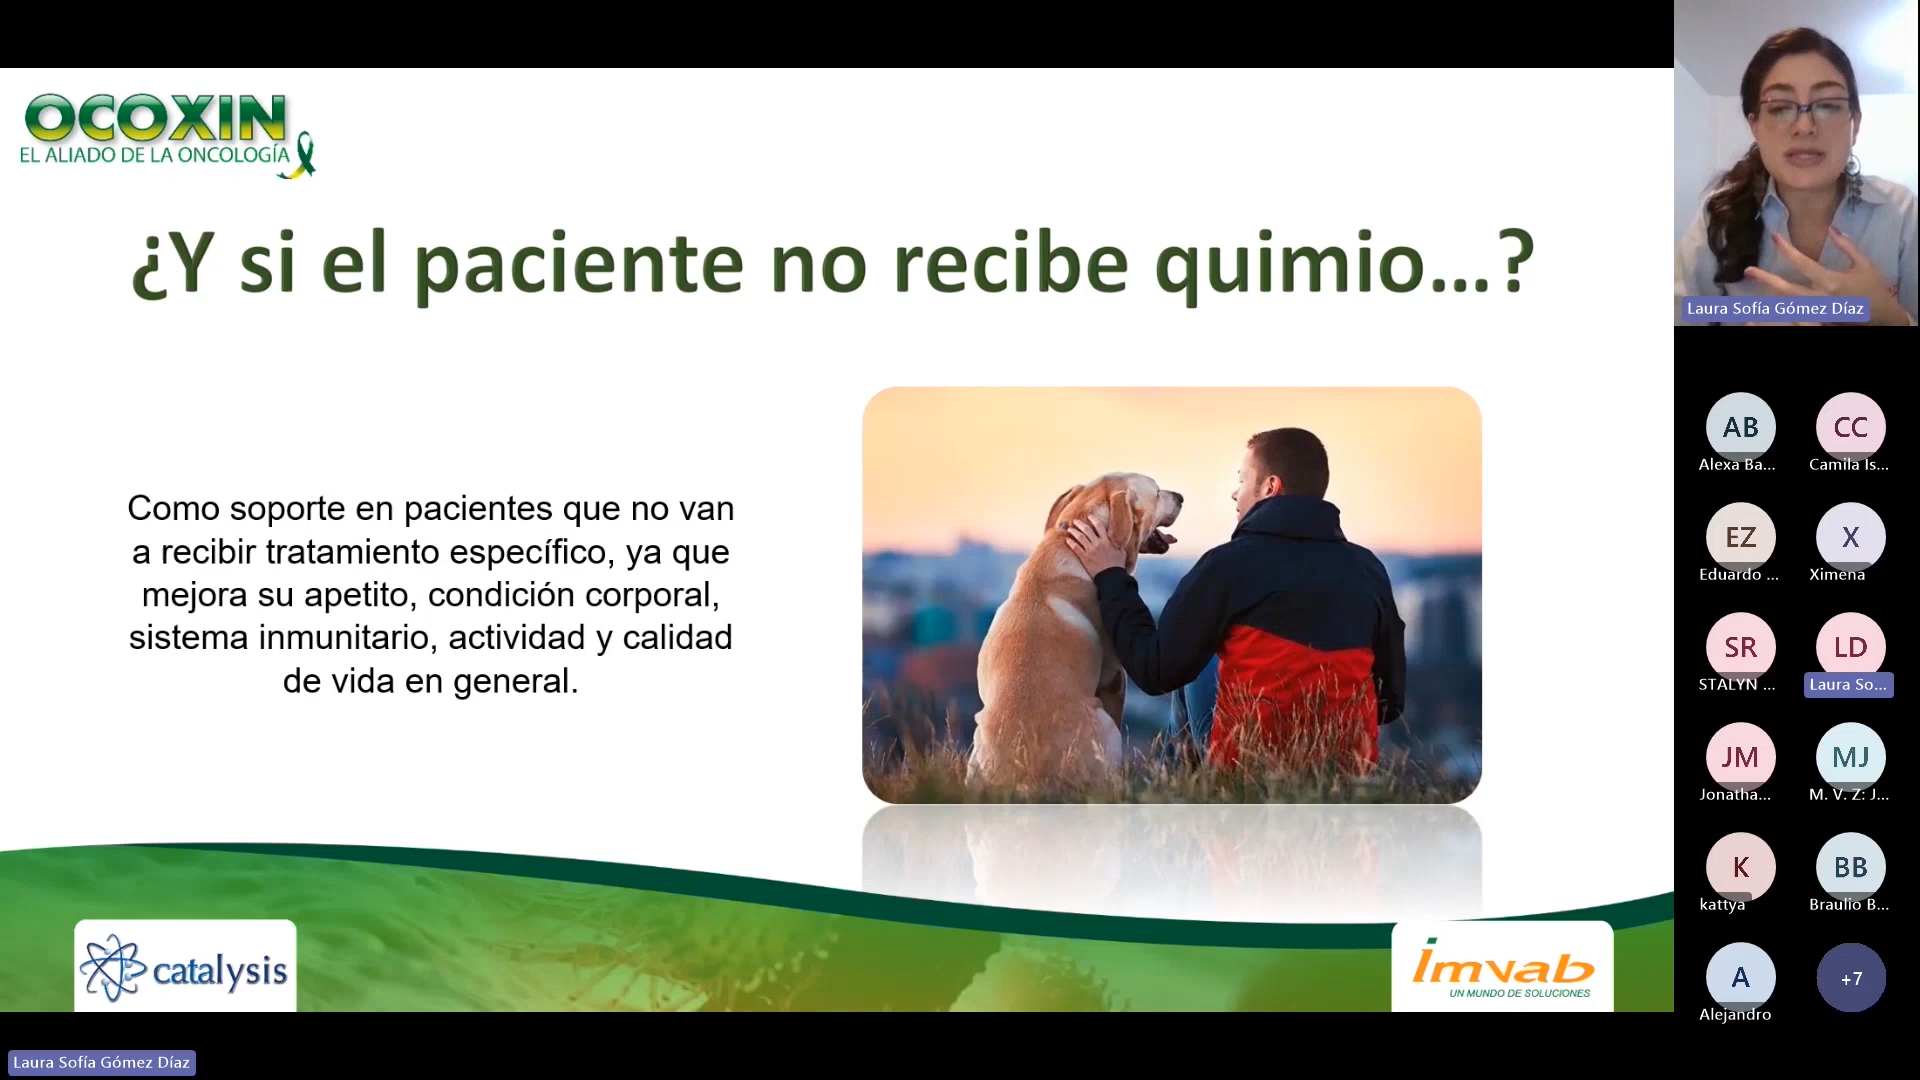 OCOXIN
EL ALIADO DE LA ONCOLOGÍA
¿Y si el paciente no recibe quimio...?
Como soporte en pacientes que no van
a recibir tratamiento específico, ya que
mejora su apetito, condición corporal,
sistema inmunitario, actividad y calidad
de vida en general.
catalysis
imvab
UN MUNDO DE SOLUCIONES
Laura Sofía Gómez Díaz
Laura Sofía Gómez Díaz
AB
CC
Alexa Ba...
Camila Is...
EZ
X
Eduardo ...
Ximena
SR
LD
STALYN ...
Laura So...
JM
MJ
Jonatha...
M. V. Z: J...
K
BB
kattya
Braulio B...
A
+7
Alejandro